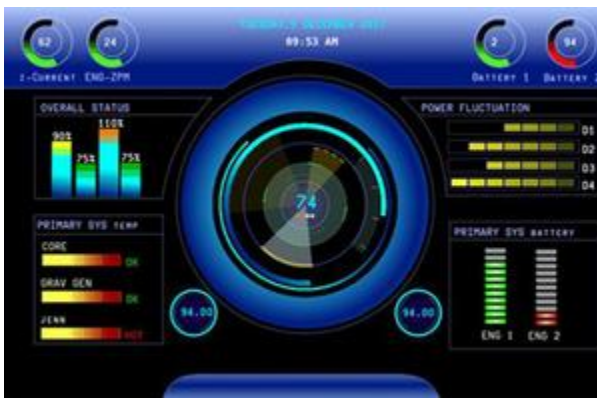 62
24
2
94
09:53 AM
ENG-ZPM
BATTERY 1
BATTERY
OVERALL STATUS
90%
75%
110%
75%
POWER FLUCTUATION
01
02
03
04
74
PRIMARY SYS TEMP
CORE
OK
GRAV GEN
OK
JENN
HOT
94.00
94.00
PRIMARY SYS BATTERY
ENG 1
ENG 2